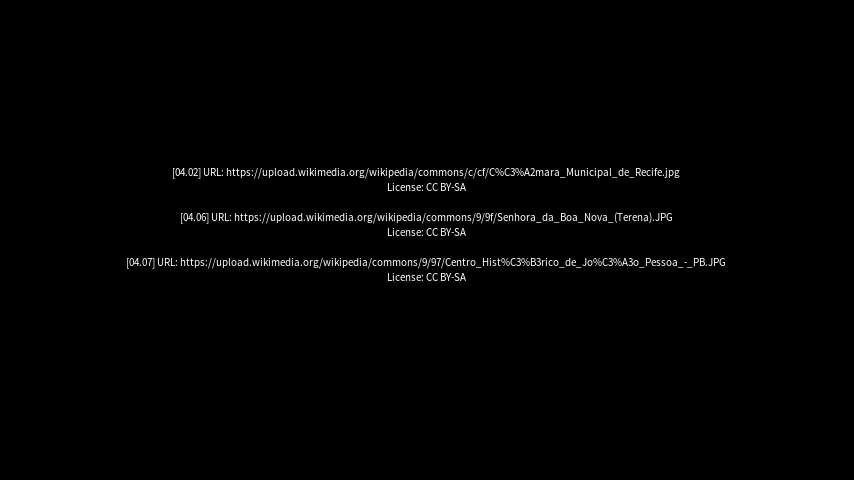 [04.02] URL: https://upload.wikimedia.org/wikipedia/commons/c/cf/C%C3%A2mara_Municipal_de_Recife.jpg
License: CC BY-SA
[04.06] URL: https://upload.wikimedia.org/wikipedia/commons/9/9f/Senhora_da_Boa_Nova_(Terena).JPG
License: CC BY-SA
[04.07] URL: https://upload.wikimedia.org/wikipedia/commons/9/97/Centro_Hist%C3%B3rico_de_Jo%C3%A3o_Pessoa_-_PB.JPG
License: CC BY-SA